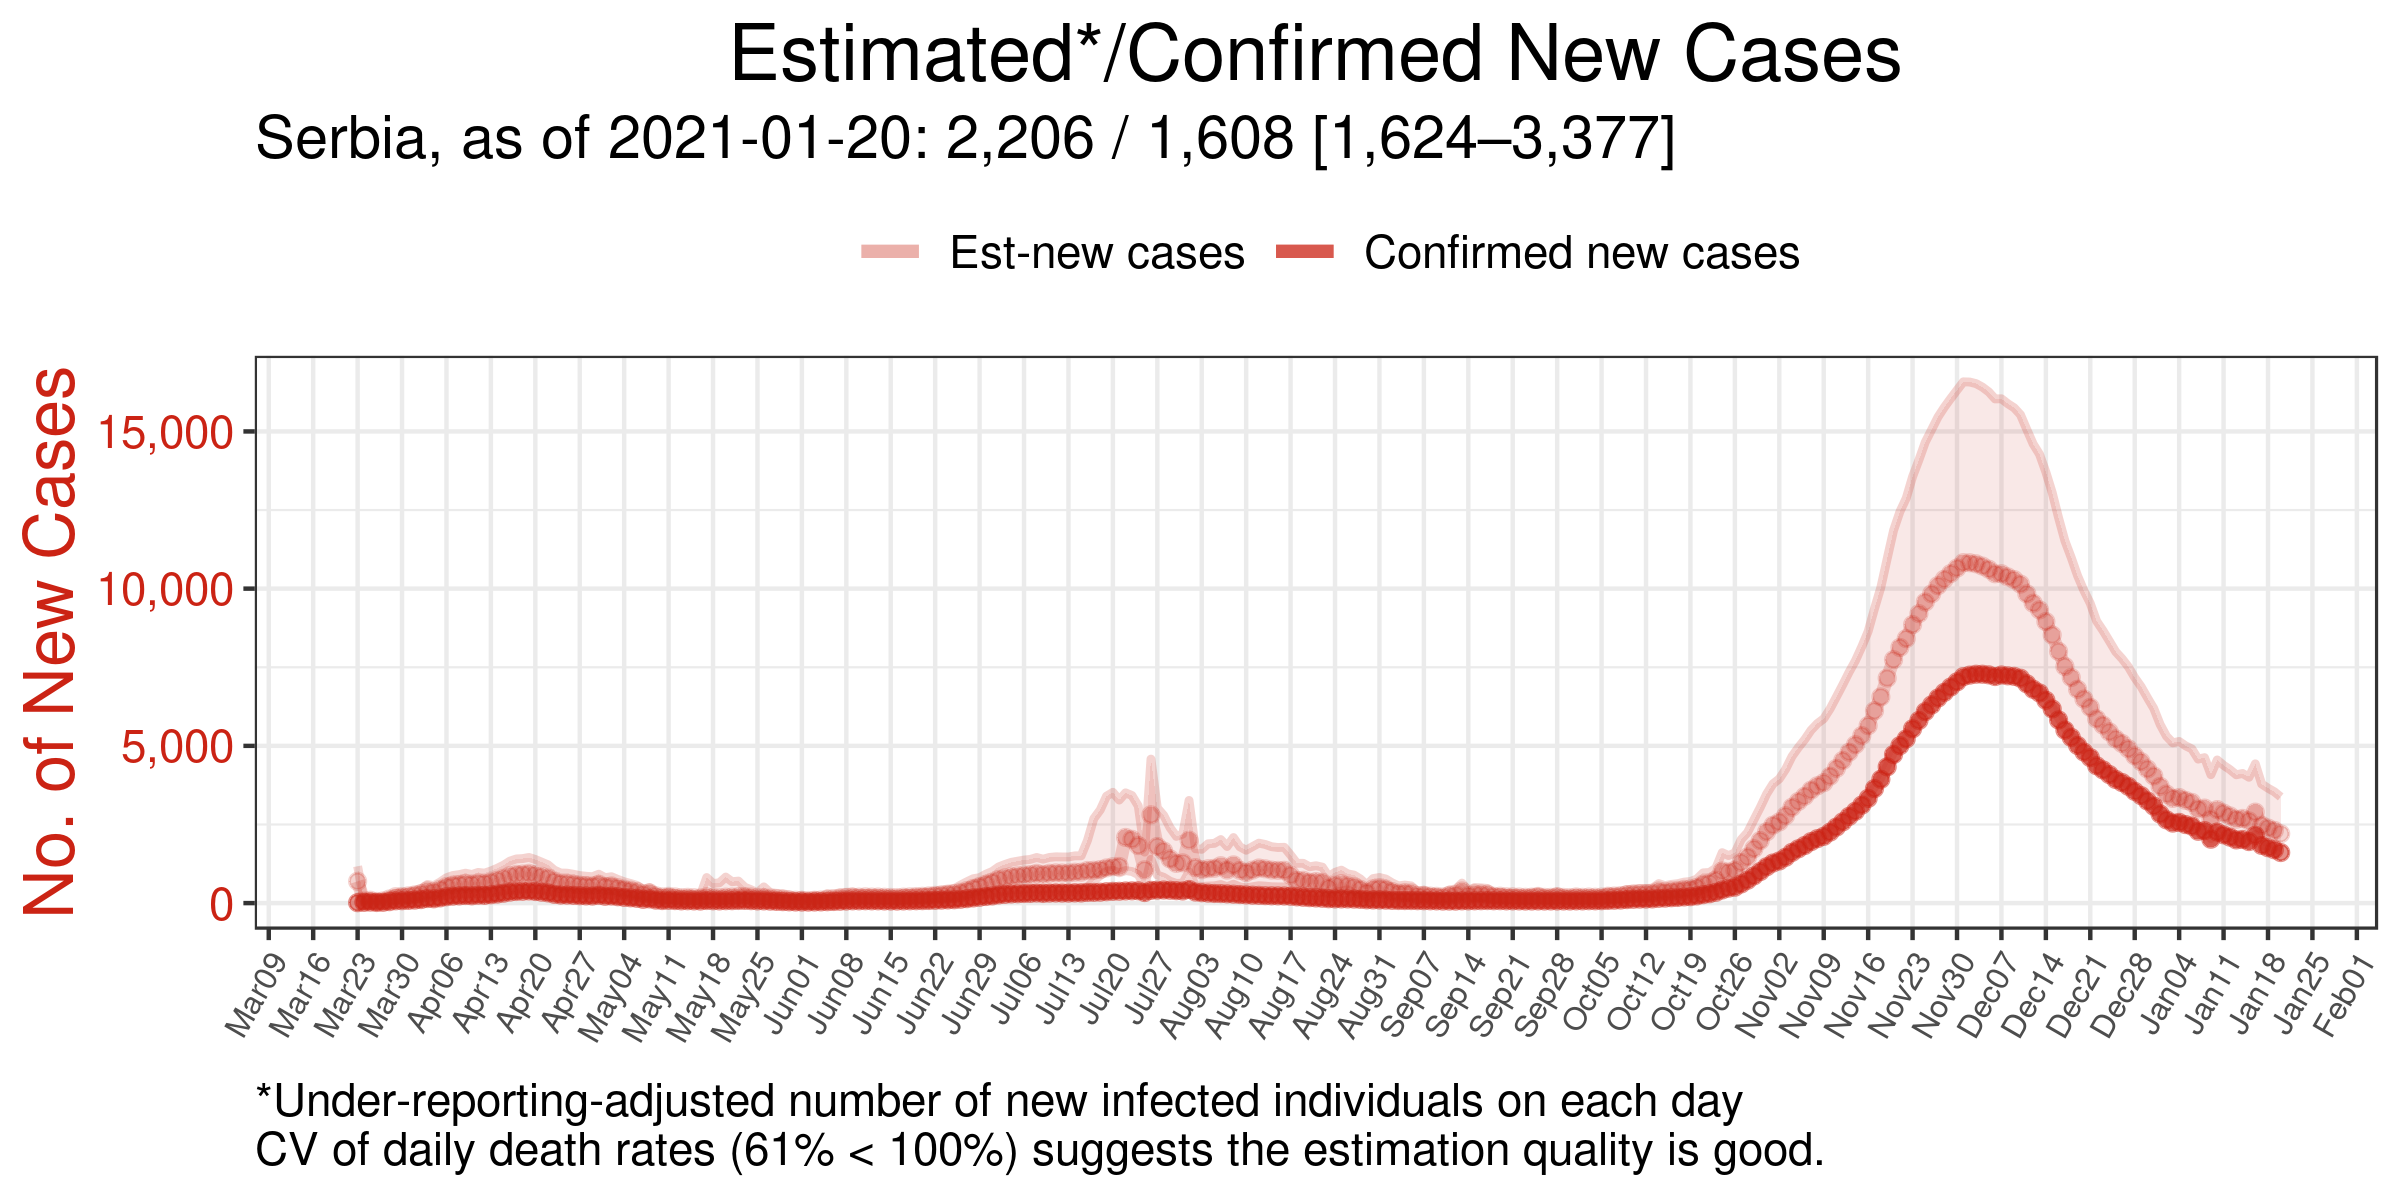 Estimated*/Confirmed New Cases
Serbia, as of 2021-01-20: 2,206 / 1,608 [1,624–3,377]
Est-new cases Confirmed new cases
No. of New Cases
15,000
10,000
5,000
0
Mar09 Mar16 Mar23 Mar30 Apr06 Apr13 Apr20 Apr27 May04 May11 May18 May25 Jun01 Jun08 Jun15 Jun22 Jun29 Jul06 Jul13 Jul20 Jul27 Aug03 Aug10 Aug17 Aug24 Aug31 Sep07 Sep14 Sep21 Sep28 Oct05 Oct12 Oct19 Oct26 Nov02 Nov09 Nov16 Nov23 Nov30 Dec07 Dec14 Dec21 Dec28 Jan04 Jan11 Jan18 Jan25 Feb01
*Under-reporting-adjusted number of new infected individuals on each day
CV of daily death rates (61% < 100%) suggests the estimation quality is good.